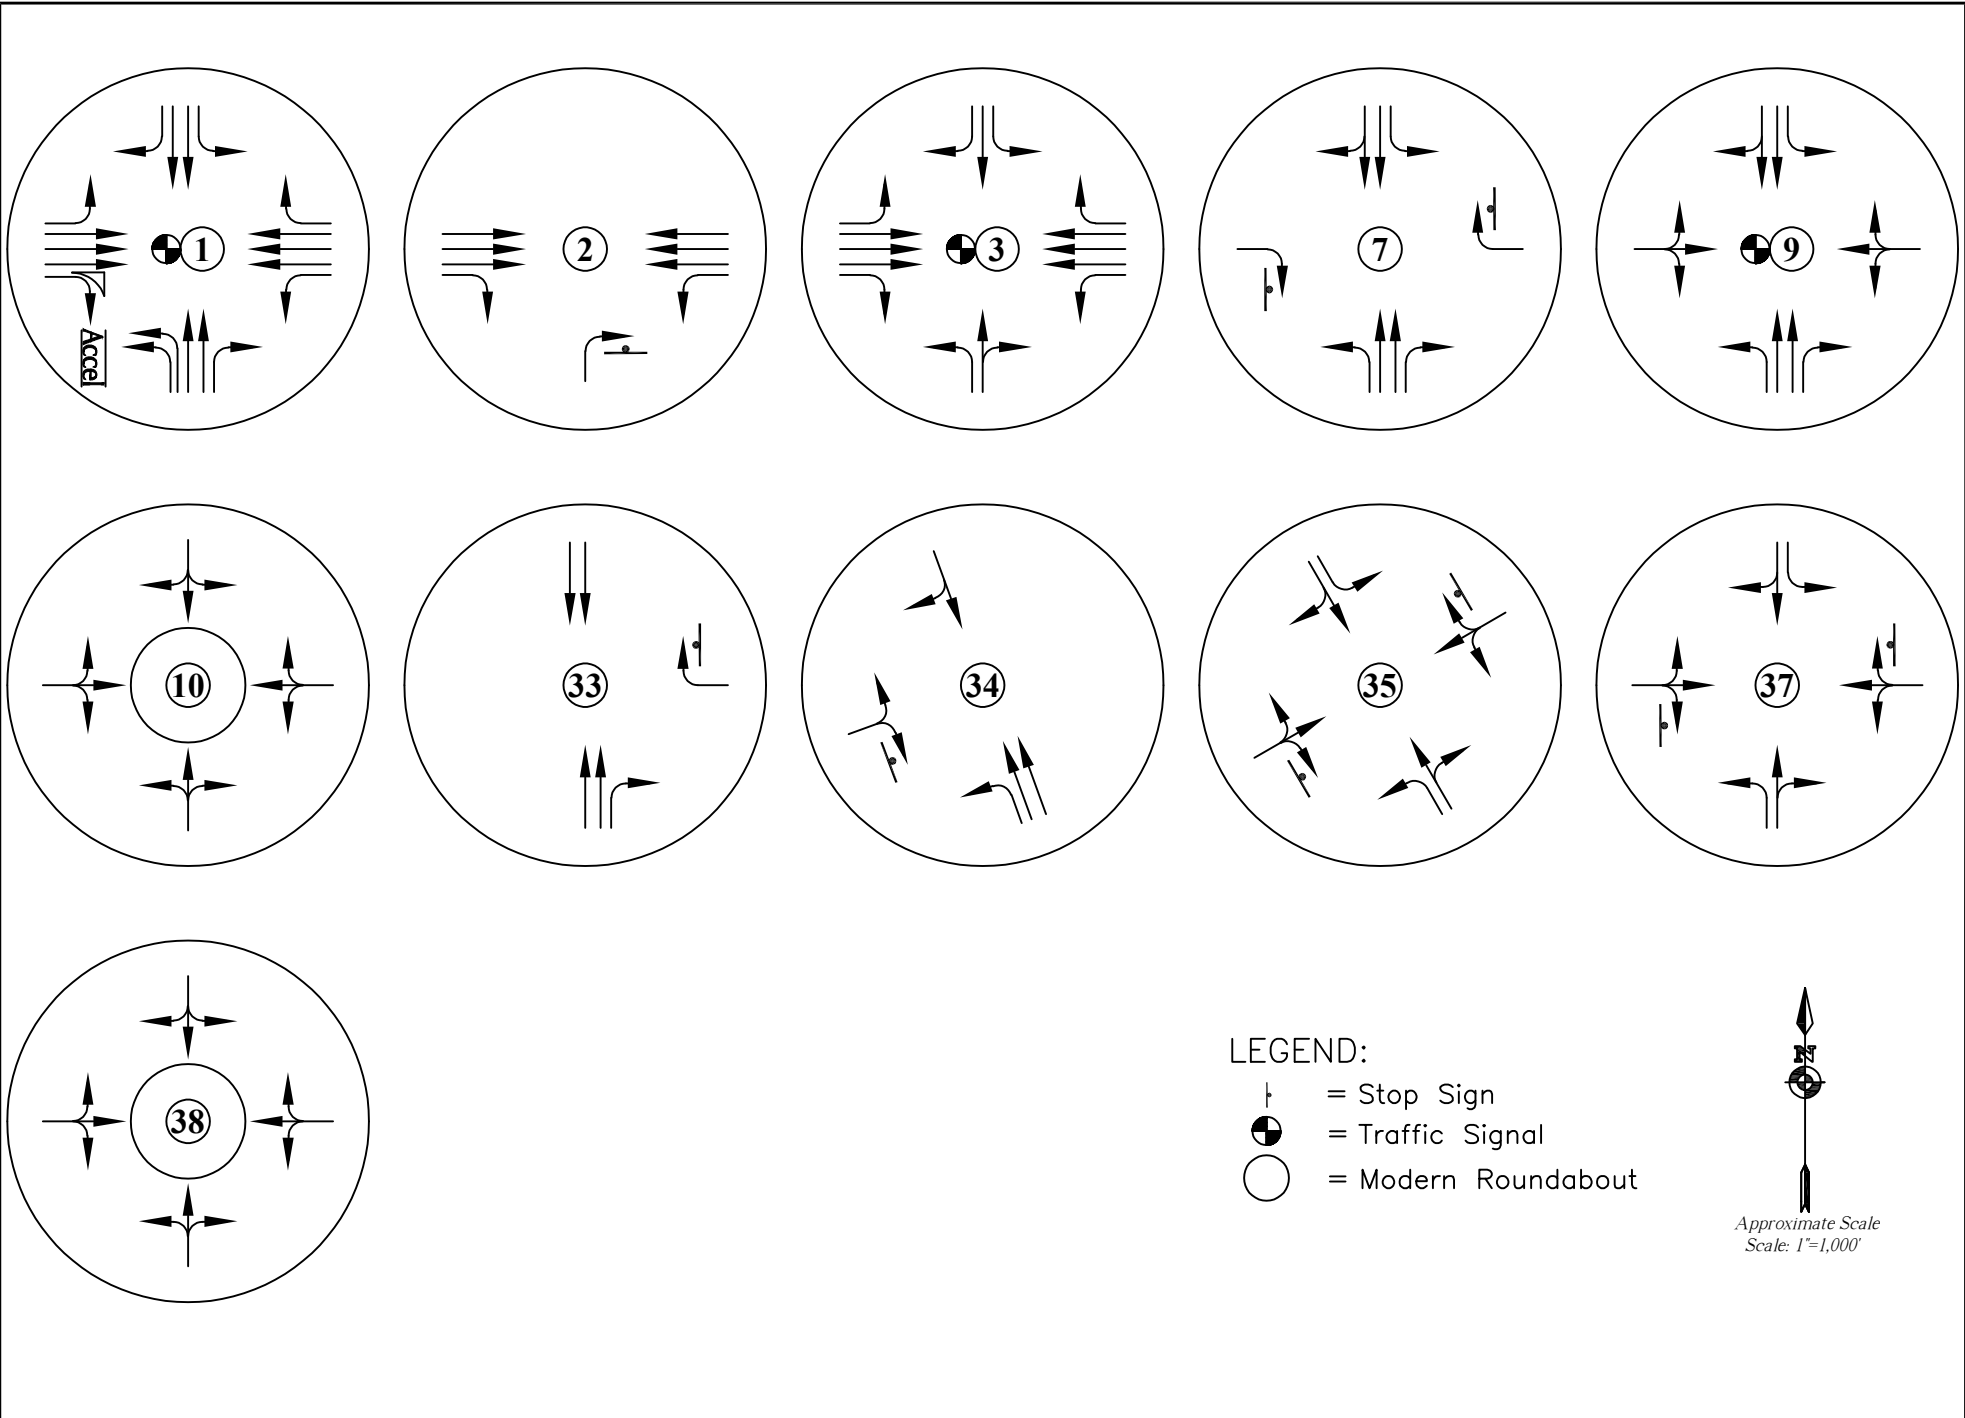 1
2
3
7
9
Accel
10
33
34
35
37
38
LEGEND:
= Stop Sign
= Traffic Signal
= Modern Roundabout
N
Approximate Scale
Scale: 1"=1,000'